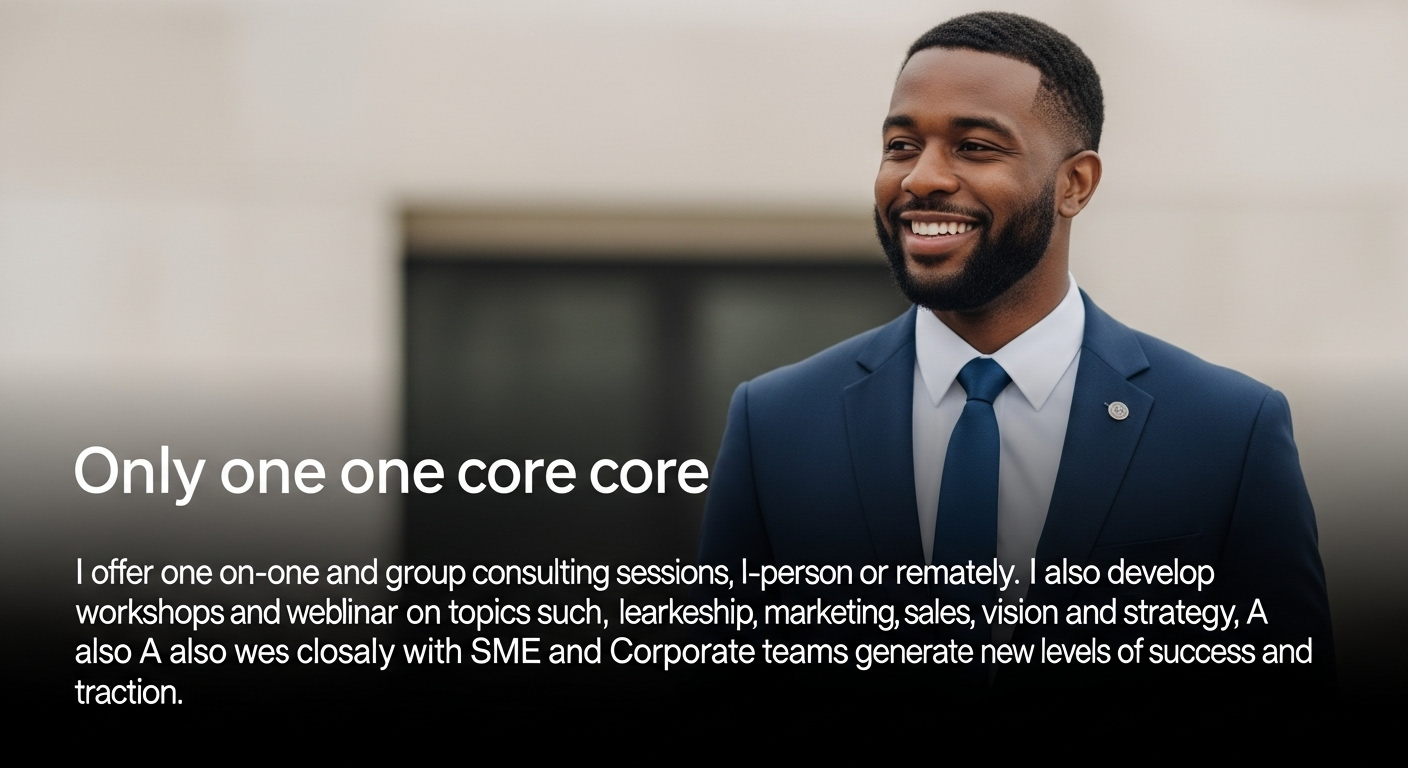 Only one one core core
I offer one on-one and group consulting sessions, I-person or remately. I also develop
workshops and weblinar on topics such, learkeship, marketing, sales, vision and strategy, A
also A also wes closaly with SME and Corporate teams generate new levels of success and
traction.